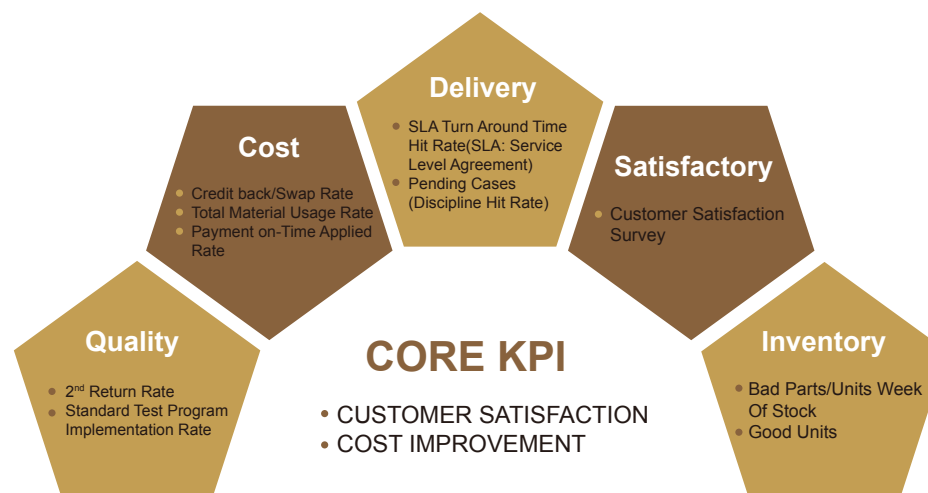 Quality
2nd Return Rate
Standard Test Program
Implementation Rate
Cost
Credit back/Swap Rate
Total Material Usage Rate
Payment on-Time Applied
Rate
Delivery
SLA Turn Around Time
Hit Rate(SLA: Service
Level Agreement)
Pending Cases
(Discipline Hit Rate)
Satisfactory
Customer Satisfaction
Survey
Inventory
Bad Parts/Units Week
Of Stock
Good Units
CORE KPI
CUSTOMER SATISFACTION
COST IMPROVEMENT